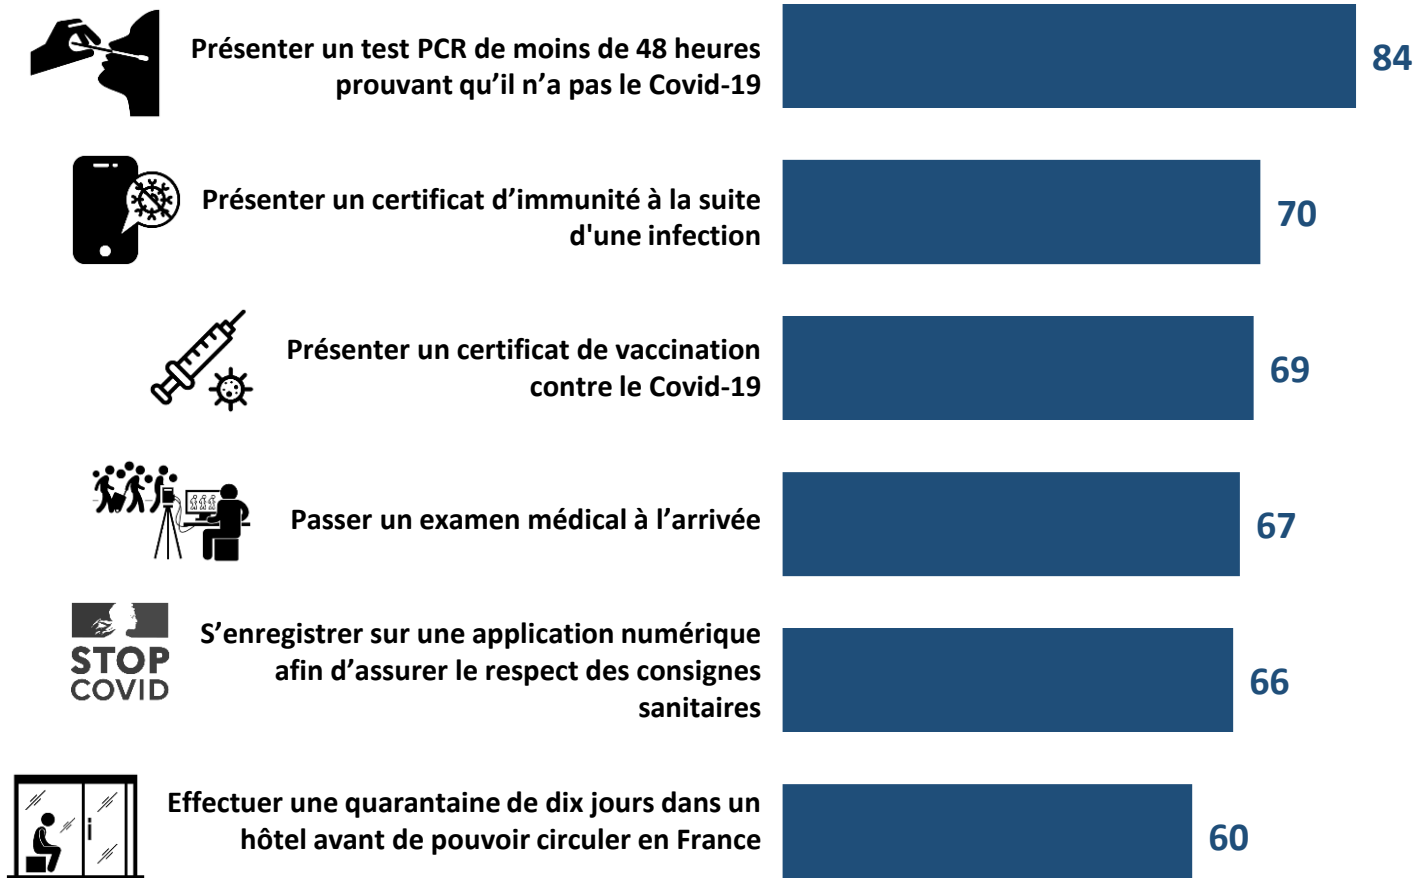 Présenter un test PCR de moins de 48 heures
prouvant qu’il n’a pas le Covid-19
84
Présenter un certificat d’immunité à la suite
d'une infection
70
Présenter un certificat de vaccination
contre le Covid-19
69
Passer un examen médical à l’arrivée
67
STOP
COVID
S’enregistrer sur une application numérique
afin d’assurer le respect des consignes
sanitaires
66
Effectuer une quarantaine de dix jours dans un
hôtel avant de pouvoir circuler en France
60